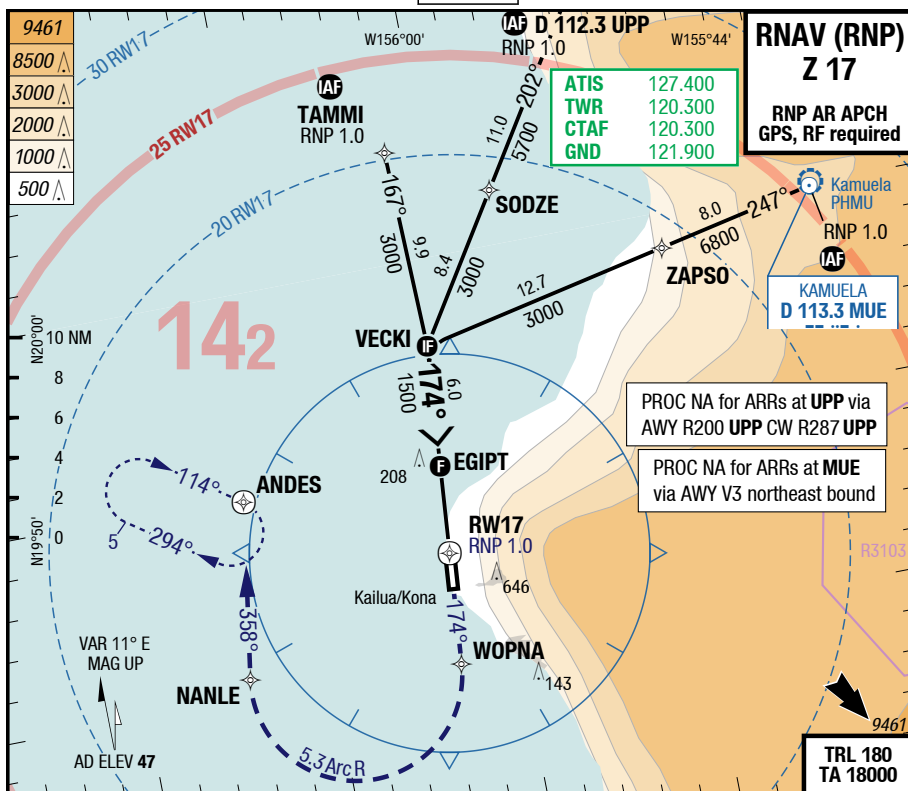 9461
8500
3000
2000
1000
500
30 RW17
25 RW17
20 RW17
IAF
TAMMI
RNP 1.0
W156°00'
IAF D 112.3 UPP
RNP 1.0
W155°44'
RNAV (RNP)
Z 17
RNP AR APCH
GPS, RF required
ATIS 127.400
TWR 120.300
CTAF 120.300
GND 121.900
202°
11.0
5700
SODZE
167°
9.9
3000
8.4
3000
247°
8.0
6800
ZAPSO
12.7
3000
Kamuela
PHMU
RNP 1.0
IAF
KAMUELA
D 113.3 MUE
142
N20°00'
10 NM
8
6
4
2
0
N19°50'
VECKI
IF
174°
6.0
1500
F
EGIPT
208
PROC NA for ARRs at UPP via
AWY R200 UPP CW R287 UPP
PROC NA for ARRs at MUE
via AWY V3 northeast bound
114°
ANDES
294°
5
RW17
RNP 1.0
646
R3103
Kailua/Kona
174°
358°
WOPNA
143
NANLE
5.3 Arc R
VAR 11° E
MAG UP
AD ELEV 47
9461
TRL 180
TA 18000